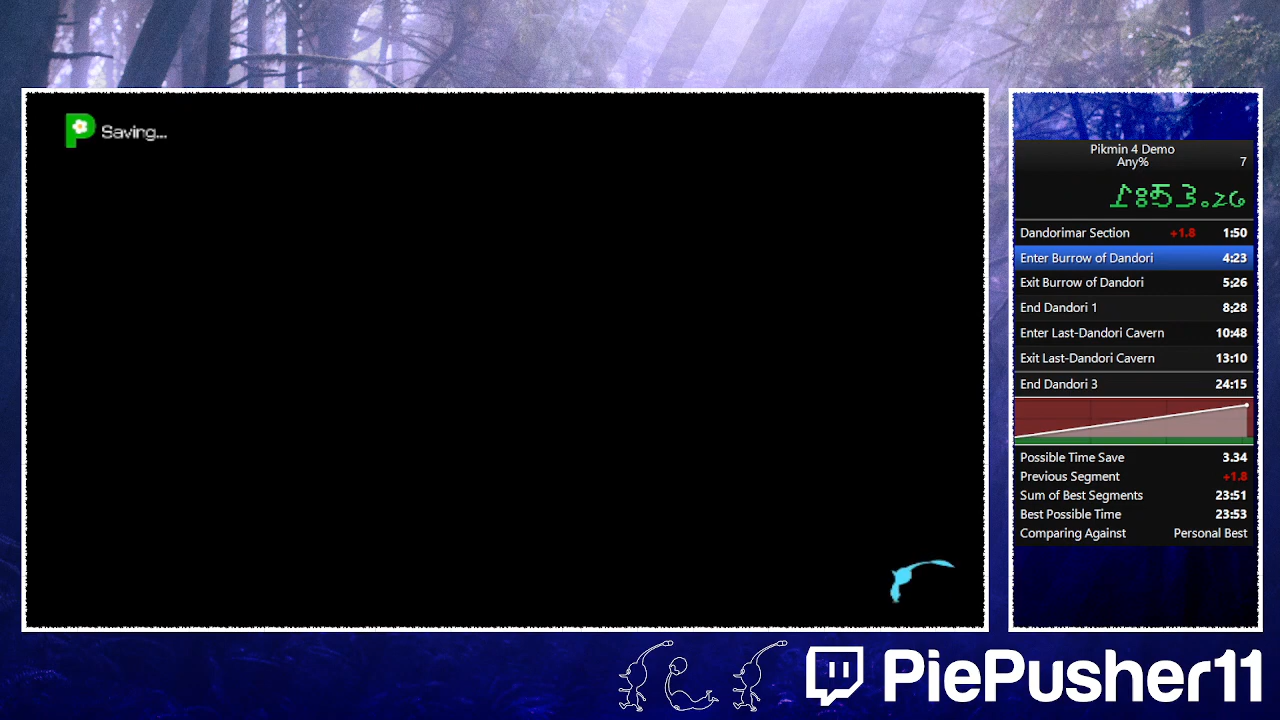 Saving...
Pikmin 4 Demo
Any% 7
1:53.26
Dandorimar Section +1.8 1:50
Enter Burrow of Dandori 4:23
Exit Burrow of Dandori 5:26
End Dandori 1 8:28
Enter Last-Dandori Cavern 10:48
Exit Last-Dandori Cavern 13:10
End Dandori 3 24:15
Possible Time Save 3.34
Previous Segment +1.8
Sum of Best Segments 23:51
Best Possible Time 23:53
Comparing Against Personal Best
PiePusher11